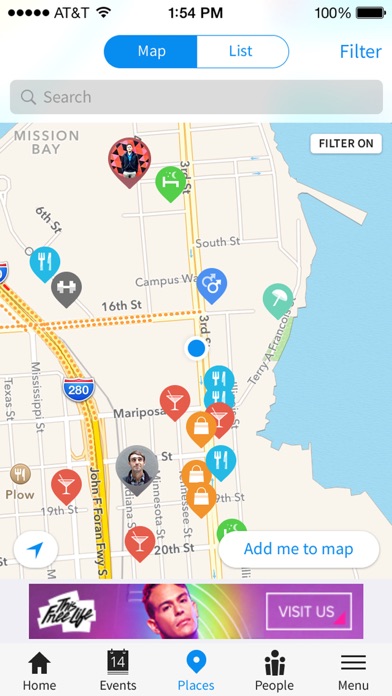 AT&T 1:54 PM 100%
Map List Filter
Search
MISSION
BAY
FILTER ON
3rd St
6th St
South St
Campus Wa
16th St
Terry A Francois
3rd St
280
Mariposa
Texas St
Mississippi St
St
Plow
Indiana St
Minnesota St
Tennessee St
19th St
19th St
John F Foran Fwy
20th St
Add me to map
This
Free Life
VISIT US
14
Home Events Places People Menu